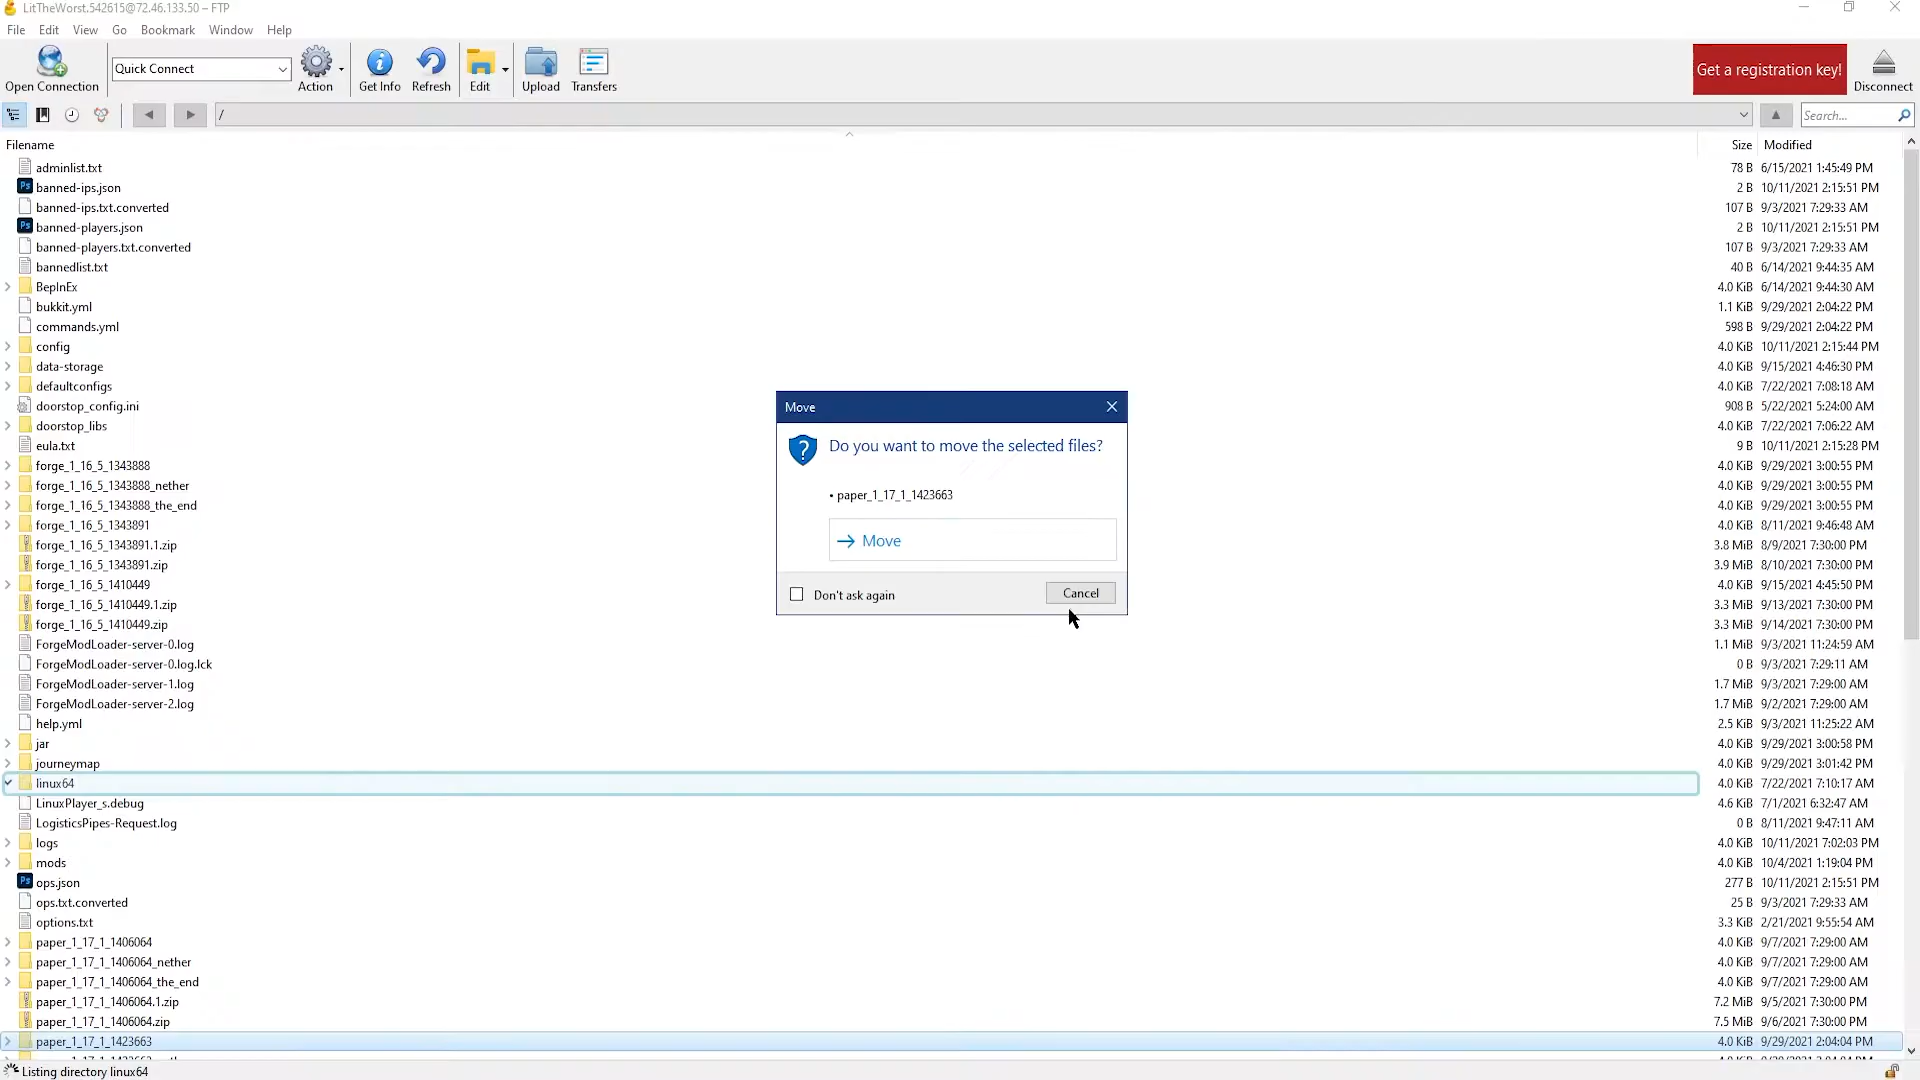 LitTheWorst.542615@72.46.133.50 – FTP
File Edit View Go Bookmark Window Help
Open Connection Quick Connect Action Get Info Refresh Edit Upload Transfers Get a registration key! Disconnect
/ Search...
Filename Size Modified
adminlist.txt 78 B 6/15/2021 1:45:49 PM
banned-ips.json 2 B 10/11/2021 2:15:51 PM
banned-ips.txt.converted 107 B 9/3/2021 7:29:33 AM
banned-players.json 2 B 10/11/2021 2:15:51 PM
banned-players.txt.converted 107 B 9/3/2021 7:29:33 AM
bannedlist.txt 40 B 6/14/2021 9:44:35 AM
BepInEx 4.0 KiB 6/14/2021 9:44:30 AM
bukkit.yml 1.1 KiB 9/29/2021 2:04:22 PM
commands.yml 598 B 9/29/2021 2:04:22 PM
config 4.0 KiB 10/11/2021 2:15:44 PM
data-storage 4.0 KiB 9/15/2021 4:46:30 PM
defaultconfigs 4.0 KiB 7/22/2021 7:08:18 AM
doorstop_config.ini 908 B 5/22/2021 5:24:00 AM
doorstop_libs 4.0 KiB 7/22/2021 7:06:22 AM
eula.txt 9 B 10/11/2021 2:15:28 PM
forge_1_16_5_1343888 4.0 KiB 9/29/2021 3:00:55 PM
forge_1_16_5_1343888_nether 4.0 KiB 9/29/2021 3:00:55 PM
forge_1_16_5_1343888_the_end 4.0 KiB 9/29/2021 3:00:55 PM
forge_1_16_5_1343891 4.0 KiB 8/11/2021 9:46:48 AM
forge_1_16_5_1343891.1.zip 3.8 MiB 8/9/2021 7:30:00 PM
forge_1_16_5_1343891.zip 3.9 MiB 8/10/2021 7:30:00 PM
forge_1_16_5_1410449 4.0 KiB 9/15/2021 4:45:50 PM
forge_1_16_5_1410449.1.zip 3.3 MiB 9/13/2021 7:30:00 PM
forge_1_16_5_1410449.zip 3.3 MiB 9/14/2021 7:30:00 PM
ForgeModLoader-server-0.log 1.1 MiB 9/3/2021 11:24:59 AM
ForgeModLoader-server-0.log.lck 0 B 9/3/2021 7:29:11 AM
ForgeModLoader-server-1.log 1.7 MiB 9/3/2021 7:29:00 AM
ForgeModLoader-server-2.log 1.7 MiB 9/2/2021 7:29:00 AM
help.yml 2.5 KiB 9/3/2021 11:25:22 AM
jar 4.0 KiB 9/29/2021 3:00:58 PM
journeymap 4.0 KiB 9/29/2021 3:01:42 PM
linux64 4.0 KiB 7/22/2021 7:10:17 AM
LinuxPlayer_s.debug 4.6 KiB 7/1/2021 6:32:47 AM
LogisticsPipes-Request.log 0 B 8/11/2021 9:47:11 AM
logs 4.0 KiB 10/11/2021 7:02:03 PM
mods 4.0 KiB 10/4/2021 1:19:04 PM
ops.json 277 B 10/11/2021 2:15:51 PM
ops.txt.converted 25 B 9/3/2021 7:29:33 AM
options.txt 3.3 KiB 2/21/2021 9:55:54 AM
paper_1_17_1_1406064 4.0 KiB 9/7/2021 7:29:00 AM
paper_1_17_1_1406064_nether 4.0 KiB 9/7/2021 7:29:00 AM
paper_1_17_1_1406064_the_end 4.0 KiB 9/7/2021 7:29:00 AM
paper_1_17_1_1406064.1.zip 7.2 MiB 9/5/2021 7:30:00 PM
paper_1_17_1_1406064.zip 7.5 MiB 9/6/2021 7:30:00 PM
paper_1_17_1_1423663 4.0 KiB 9/29/2021 2:04:04 PM
Listing directory linux64
Move
Do you want to move the selected files?
• paper_1_17_1_1423663
Move
Don't ask again Cancel